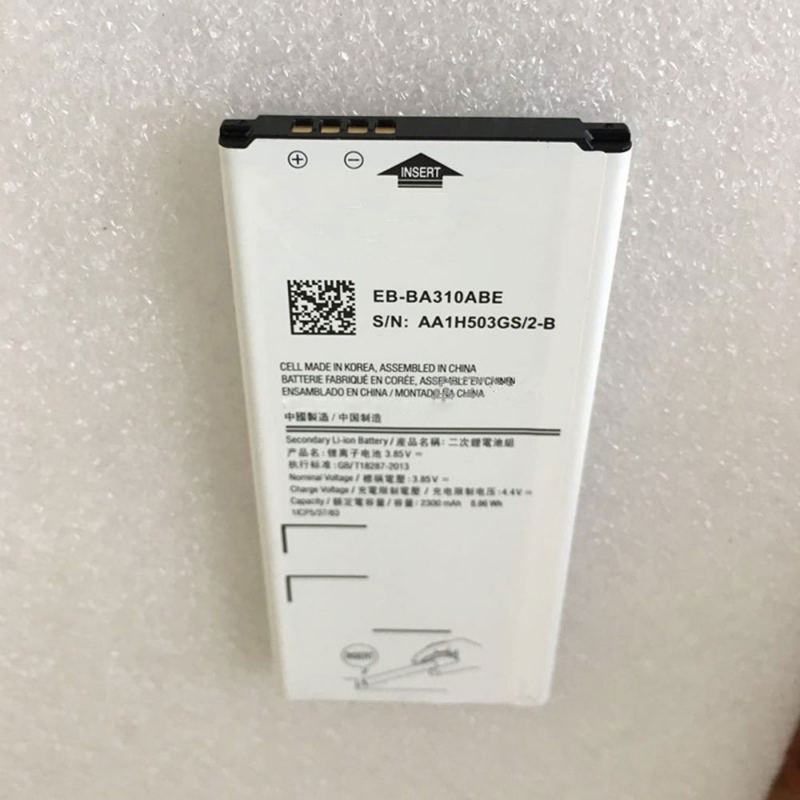 INSERT
EB-BA310ABE
S/N: AA1H503GS/2-B
CELL MADE IN KOREA, ASSEMBLED IN CHINA
BATTERIE FABRIQUÉ EN CORÉE, ASSEMBLÉ EN CHINE
ENSAMBLADO EN CHINA / MONTADO CHINA
中國製造 / 中国制造
Secondary Li-ion Battery / 產品名稱: 二次鋰電池組
产品名: 锂离子电池 3.85V
执行标准: GB/T18287-2013
Nominal Voltage / 標稱電壓: 3.85V
Charge Voltage / 充電限制電壓 / 充电限制电压: 4.4V
Capacity / 額定電容量 / 容量: 2300 mAh 8.86 Wh
1ICP5/37/83